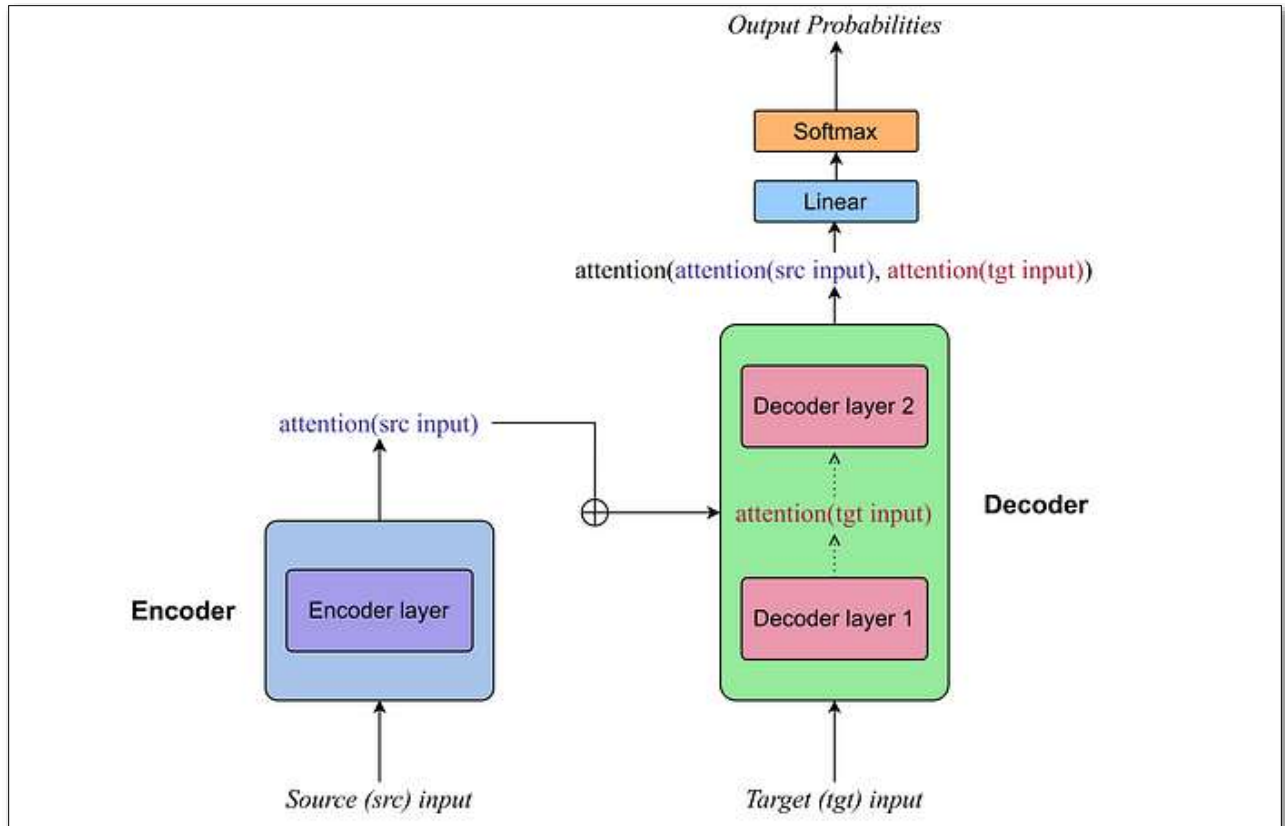 Output Probabilities
Softmax
Linear
attention(attention(src input), attention(tgt input))
Decoder layer 2
attention(src input)
attention(tgt input)
Decoder
Encoder
Encoder layer
Decoder layer 1
Source (src) input
Target (tgt) input